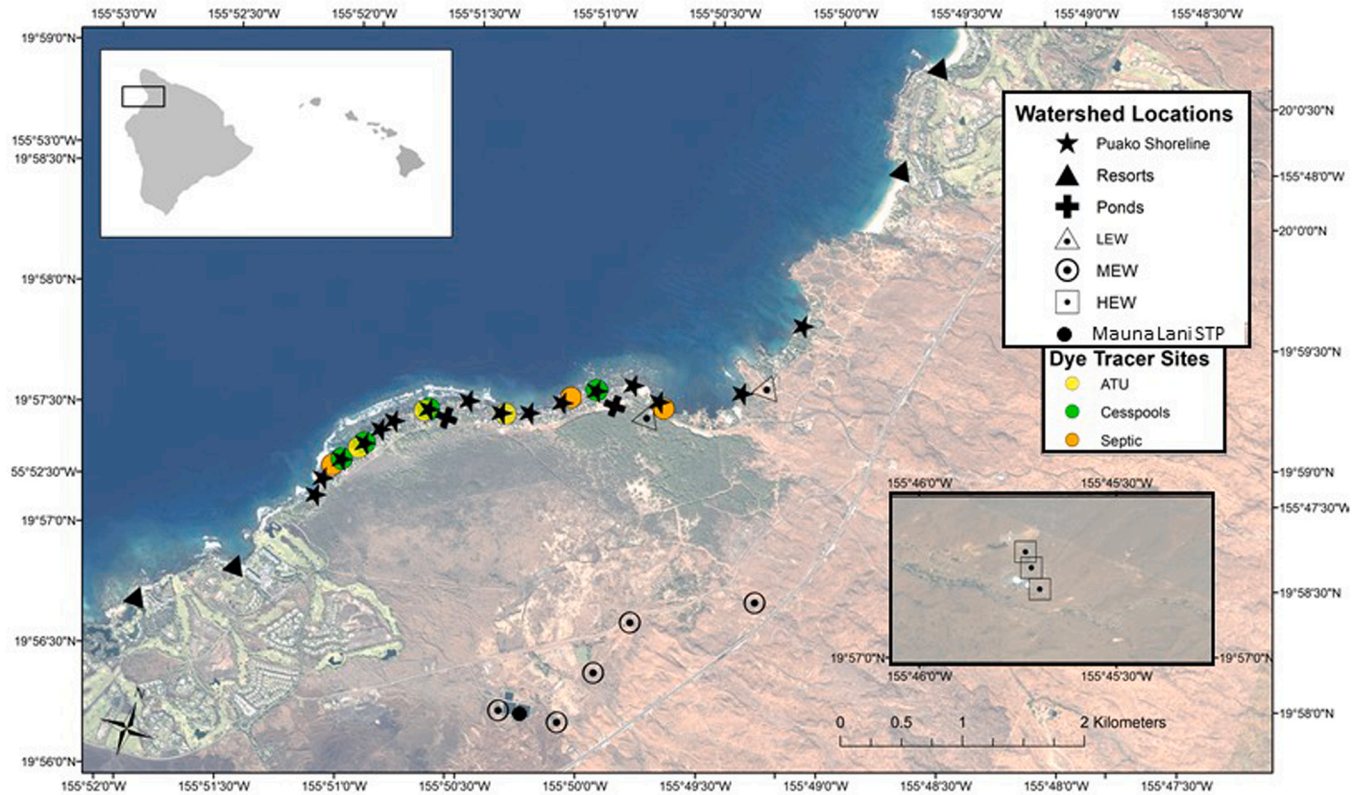 155°53'0"W 155°52'30"W 155°52'0"W 155°51'30"W 155°51'0"W 155°50'30"W 155°50'0"W 155°49'30"W 155°49'0"W 155°48'30"W
19°59'0"N
155°53'0"W
19°58'30"N
19°58'0"N
19°57'30"N
55°52'30"W
19°57'0"N
19°56'30"N
19°56'0"N
Watershed Locations
Puako Shoreline
Resorts
Ponds
LEW
MEW
HEW
Mauna Lani STP
Dye Tracer Sites
ATU
Cesspools
Septic
20°0'30"N
155°48'0"W
20°0'0"N
19°59'30"N
19°59'0"N
155°47'30"W
19°58'30"N
19°58'0"N
155°46'0"W 155°45'30"W
19°57'0"N 19°57'0"N
155°46'0"W 155°45'30"W
0 0.5 1 2 Kilometers
155°52'0"W 155°51'30"W 155°51'0"W 155°50'30"W 155°50'0"W 155°49'30"W 155°49'0"W 155°48'30"W 155°48'0"W 155°47'30"W